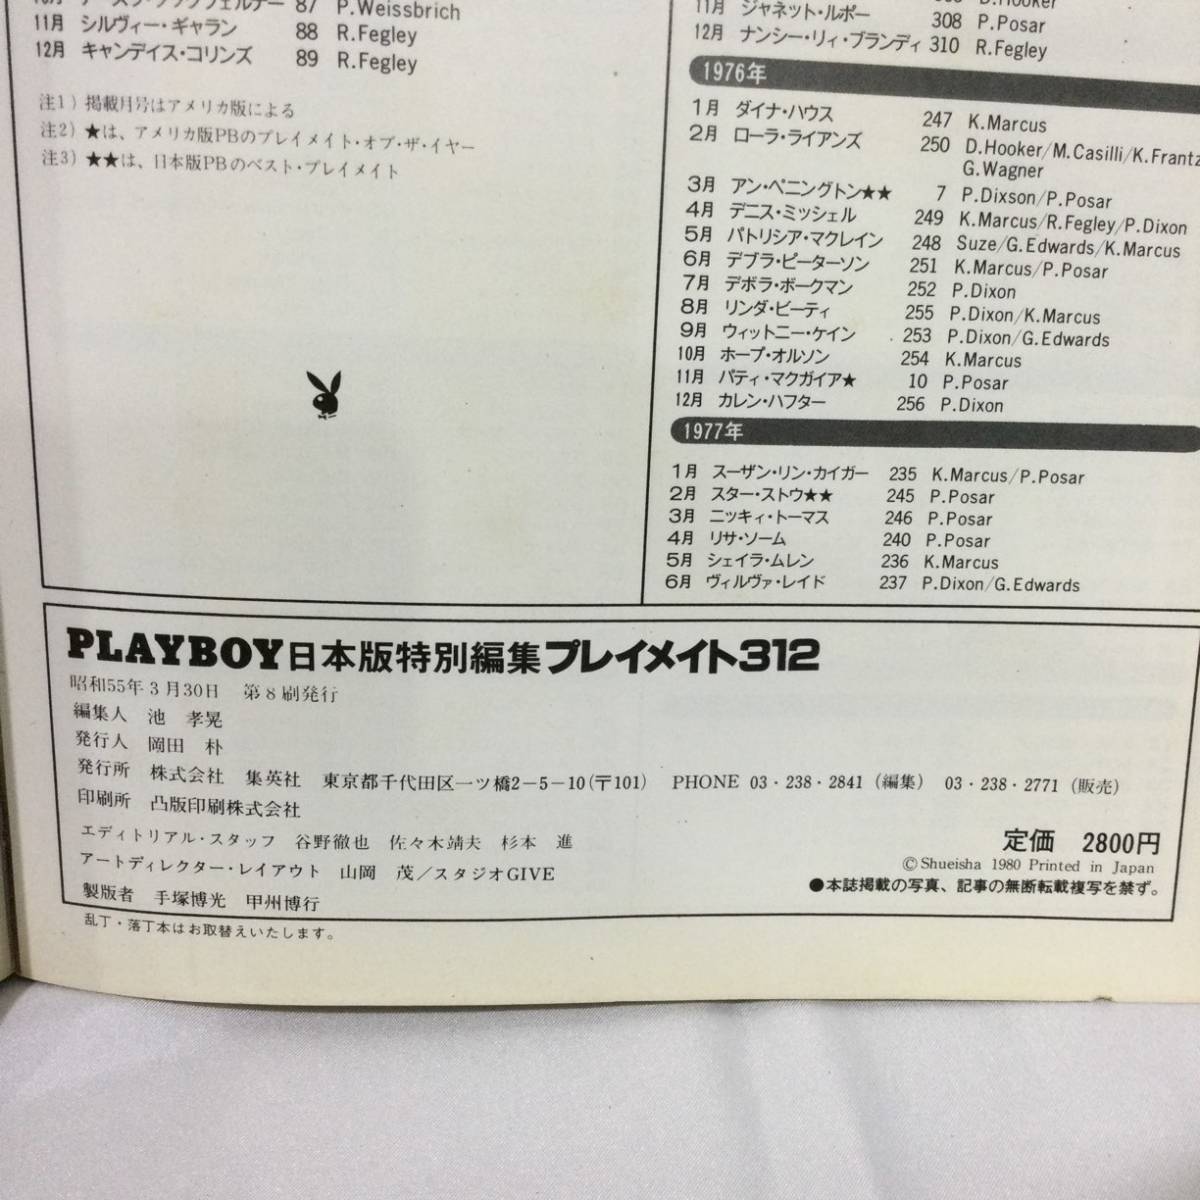 87 P.Weissbrich
11月 シルヴィー・ギャラン 88 R.Fegley
12月 キャンデイス・コリンズ 89 R.Fegley
注1) 掲載月号はアメリカ版による
注2) ★は、アメリカ版PBのプレイメイト・オブ・ザ・イヤー
注3) ★★は、日本版PBのベスト・プレイメイト
D.Hooker
11月 ジャネット・ルポー 308 P.Posar
12月 ナンシー・リィ・ブランディ 310 R.Fegley
1976年
1月 ダイナ・ハウス 247 K.Marcus
2月 ローラ・ライアンズ 250 D.Hooker/M.Casilli/K.Frantz
G.Wagner
3月 アン・ペニングトン★★ 7 P.Dixson/P.Posar
4月 デニス・ミッシェル 249 K.Marcus/R.Fegley/P.Dixon
5月 パトリシア・マクレイン 248 Suze/G.Edwards/K.Marcus
6月 デブラ・ピーターソン 251 K.Marcus/P.Posar
7月 デボラ・ボークマン 252 P.Dixon
8月 リンダ・ビーティ 255 P.Dixon/K.Marcus
9月 ウィットニー・ケイン 253 P.Dixon/G.Edwards
10月 ホープ・オルソン 254 K.Marcus
11月 パティ・マクガイア★ 10 P.Posar
12月 カレン・ハフター 256 P.Dixon
1977年
1月 スーザン・リン・カイガー 235 K.Marcus/P.Posar
2月 スター・ストウ★★ 245 P.Posar
3月 ニッキィ・トーマス 246 P.Posar
4月 リサ・ソーム 240 P.Posar
5月 シェイラ・ムレン 236 K.Marcus
6月 ヴィルヴァ・レイド 237 P.Dixon/G.Edwards
PLAYBOY日本版特別編集プレイメイト312
昭和55年3月30日 第8刷発行
編集人 池 孝晃
発行人 岡田 朴
発行所 株式会社 集英社 東京都千代田区一ツ橋2-5-10(〒101) PHONE 03・238・2841(編集) 03・238・2771(販売)
印刷所 凸版印刷株式会社
エディトリアル・スタッフ 谷野徹也 佐々木靖夫 杉本 進
アートディレクター・レイアウト 山岡 茂/スタジオGIVE
製版者 手塚博光 甲州博行
定価 2800円
©Shueisha 1980 Printed in Japan
●本誌掲載の写真、記事の無断転載複写を禁ず。
乱丁・落丁本はお取替えいたします。